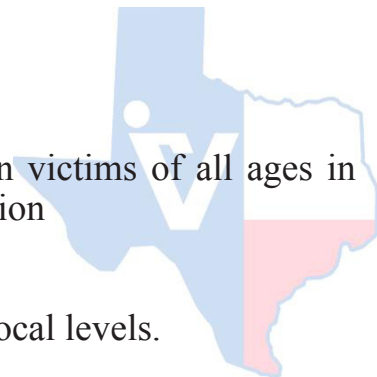 n victims of all ages in
ion
ocal levels.